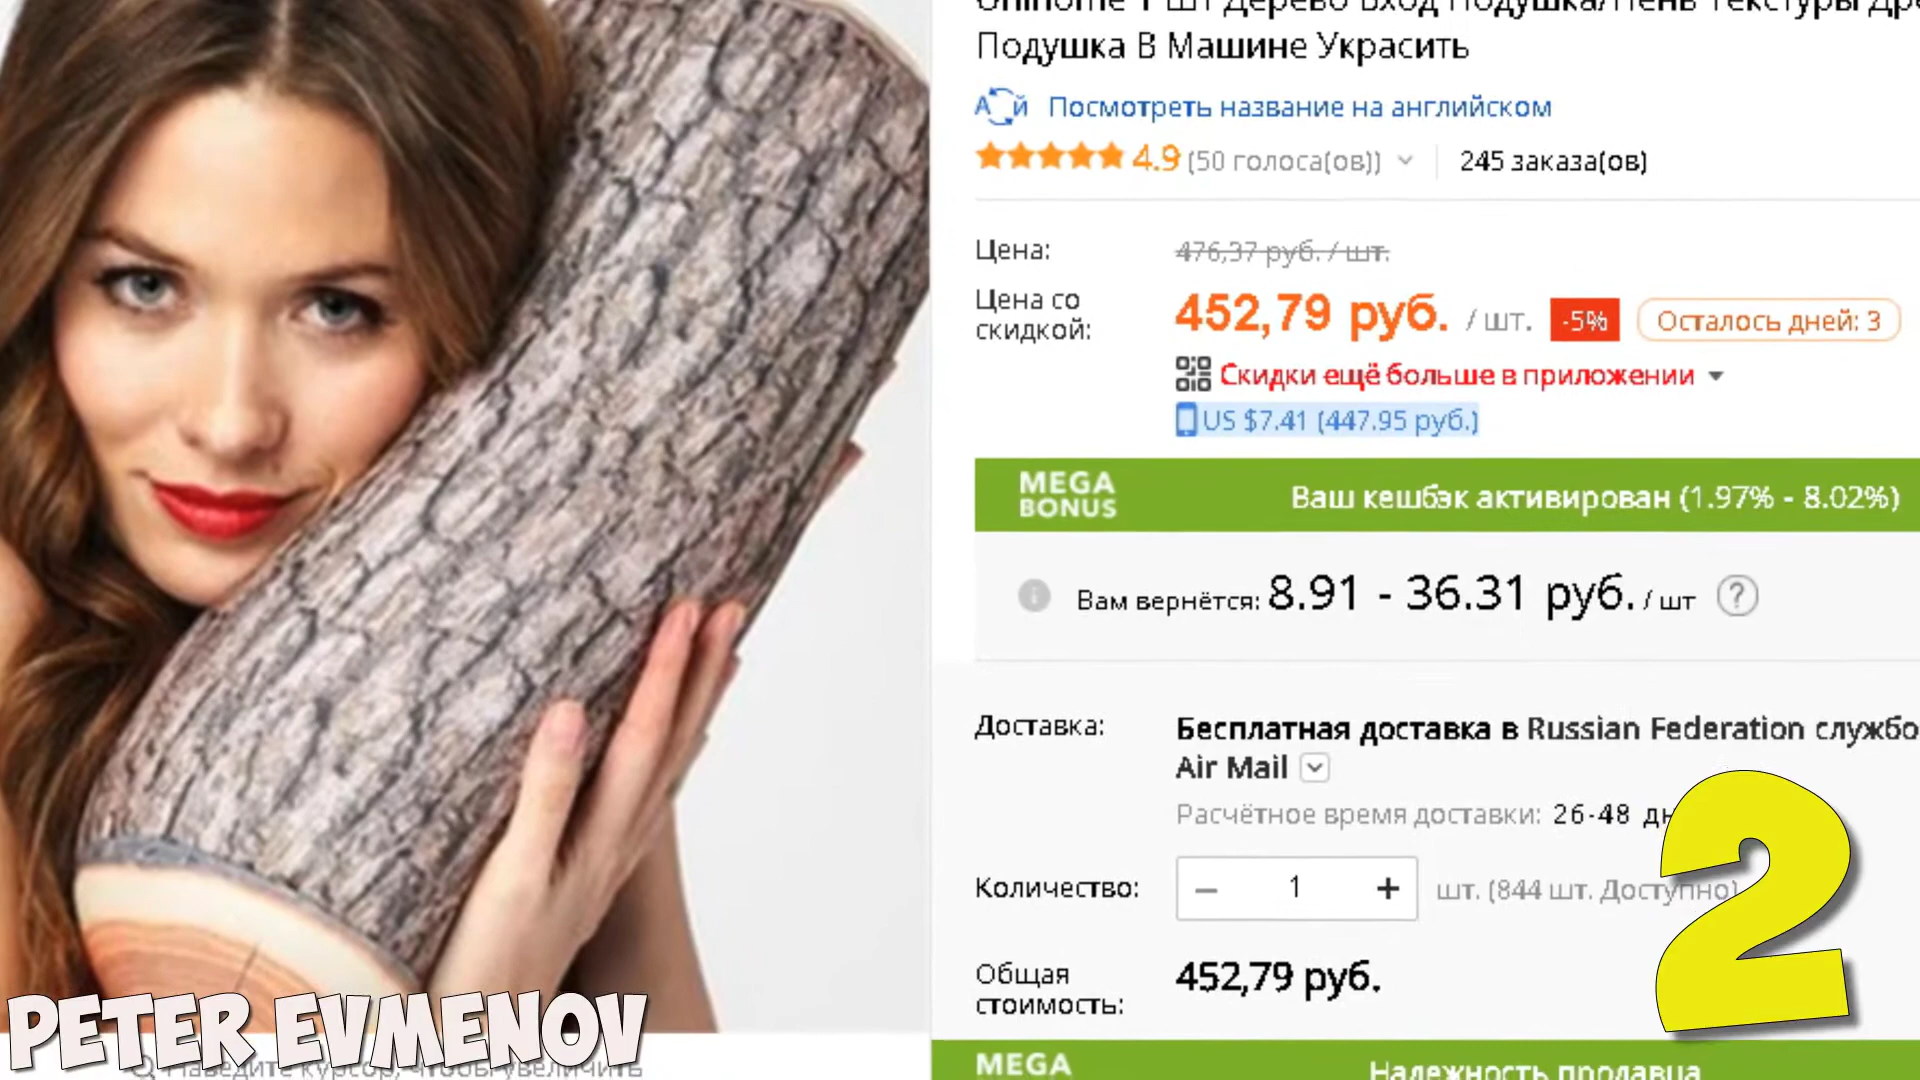 Подушка В Машине Украсить
Посмотреть название на английском
4.9 (50 голоса(ов)) 245 заказа(ов)
Цена: 476,37 руб. / шт.
Цена со скидкой: 452,79 руб. / шт. -5% Осталось дней: 3
Скидки ещё больше в приложении
US $7.41 (447.95 руб.)
MEGA BONUS Ваш кешбэк активирован (1.97% - 8.02%)
Вам вернётся: 8.91 - 36.31 руб. / шт ?
Доставка: Бесплатная доставка в Russian Federation
Air Mail
Расчётное время доставки: 26-48
Количество: − 1 + шт. (844 шт. Доступно)
Общая стоимость: 452,79 руб.
2
PETER EVMENOV
Наведите курсор, чтобы увеличить
MEGA Надежность продавца